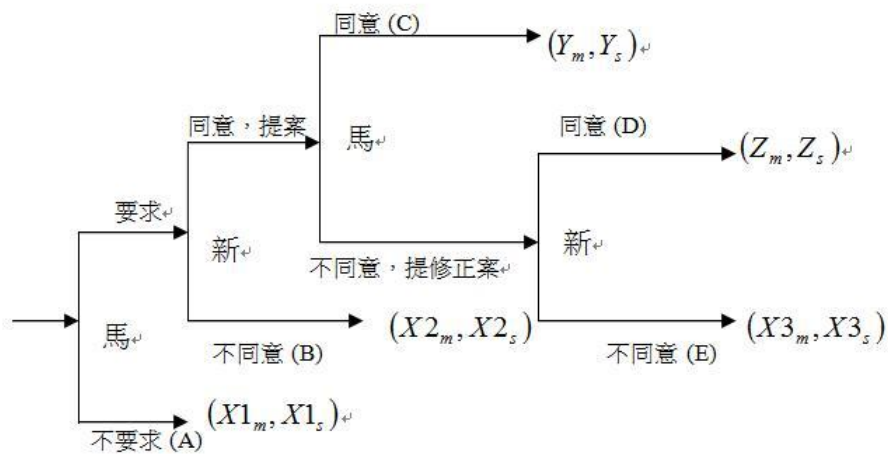 同意 (C)
(Y_m, Y_s)
同意，提案
馬
同意 (D)
(Z_m, Z_s)
要求
新
不同意，提修正案
新
馬
不同意 (B)
(X2_m, X2_s)
不同意 (E)
(X3_m, X3_s)
不要求 (A)
(X1_m, X1_s)